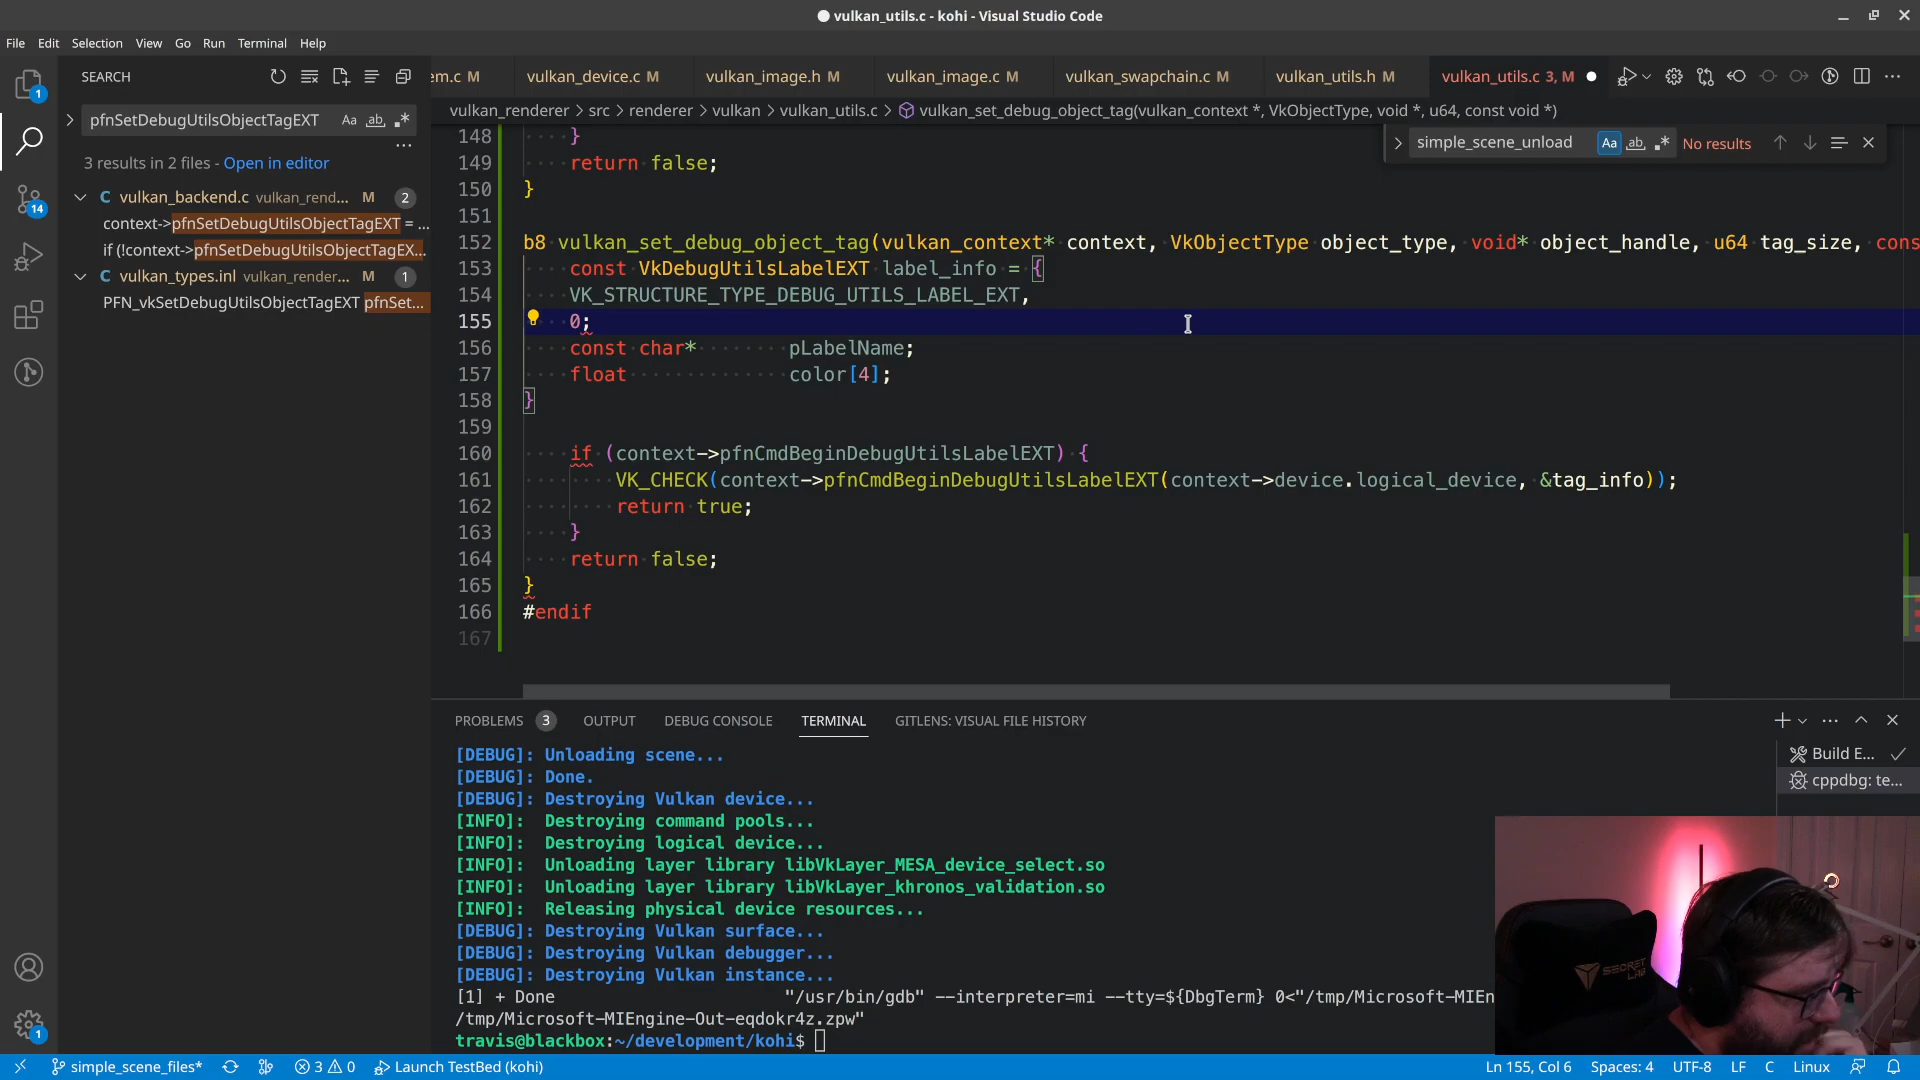 vulkan_utils.c - kohi - Visual Studio Code
File Edit Selection View Go Run Terminal Help
SEARCH
em.c M vulkan_device.c M vulkan_image.h M vulkan_image.c M vulkan_swapchain.c M vulkan_utils.h M vulkan_utils.c 3, M
pfnSetDebugUtilsObjectTagEXT Aa ab
vulkan_renderer > src > renderer > vulkan > vulkan_utils.c > vulkan_set_debug_object_tag(vulkan_context *, VkObjectType, void *, u64, const void *)
simple_scene_unload Aa ab No results
3 results in 2 files - Open in editor
vulkan_backend.c vulkan_rend... M 2
context->pfnSetDebugUtilsObjectTagEXT = ...
if (!context->pfnSetDebugUtilsObjectTagEX...
vulkan_types.inl vulkan_render... M 1
PFN_vkSetDebugUtilsObjectTagEXT pfnSet...
148 }
149 return false;
150 }
151
152 b8 vulkan_set_debug_object_tag(vulkan_context* context, VkObjectType object_type, void* object_handle, u64 tag_size, cons
153 const VkDebugUtilsLabelEXT label_info = {
154 VK_STRUCTURE_TYPE_DEBUG_UTILS_LABEL_EXT,
155 0;
156 const char* pLabelName;
157 float color[4];
158 }
159
160 if (context->pfnCmdBeginDebugUtilsLabelEXT) {
161 VK_CHECK(context->pfnCmdBeginDebugUtilsLabelEXT(context->device.logical_device, &tag_info));
162 return true;
163 }
164 return false;
165 }
166 #endif
167
PROBLEMS 3 OUTPUT DEBUG CONSOLE TERMINAL GITLENS: VISUAL FILE HISTORY
[DEBUG]: Unloading scene...
[DEBUG]: Done.
[DEBUG]: Destroying Vulkan device...
[INFO]: Destroying command pools...
[INFO]: Destroying logical device...
[INFO]: Unloading layer library libVkLayer_MESA_device_select.so
[INFO]: Unloading layer library libVkLayer_khronos_validation.so
[INFO]: Releasing physical device resources...
[DEBUG]: Destroying Vulkan surface...
[DEBUG]: Destroying Vulkan debugger...
[DEBUG]: Destroying Vulkan instance...
[1] + Done "/usr/bin/gdb" --interpreter=mi --tty=${DbgTerm} 0<"/tmp/Microsoft-MIEn
/tmp/Microsoft-MIEngine-Out-eqdokr4z.zpw"
travis@blackbox:~/development/kohi$
Build E...
cppdbg: te...
SECRET LAB
1
14
1
simple_scene_files* 3 0 Launch TestBed (kohi) Ln 155, Col 6 Spaces: 4 UTF-8 LF C Linux